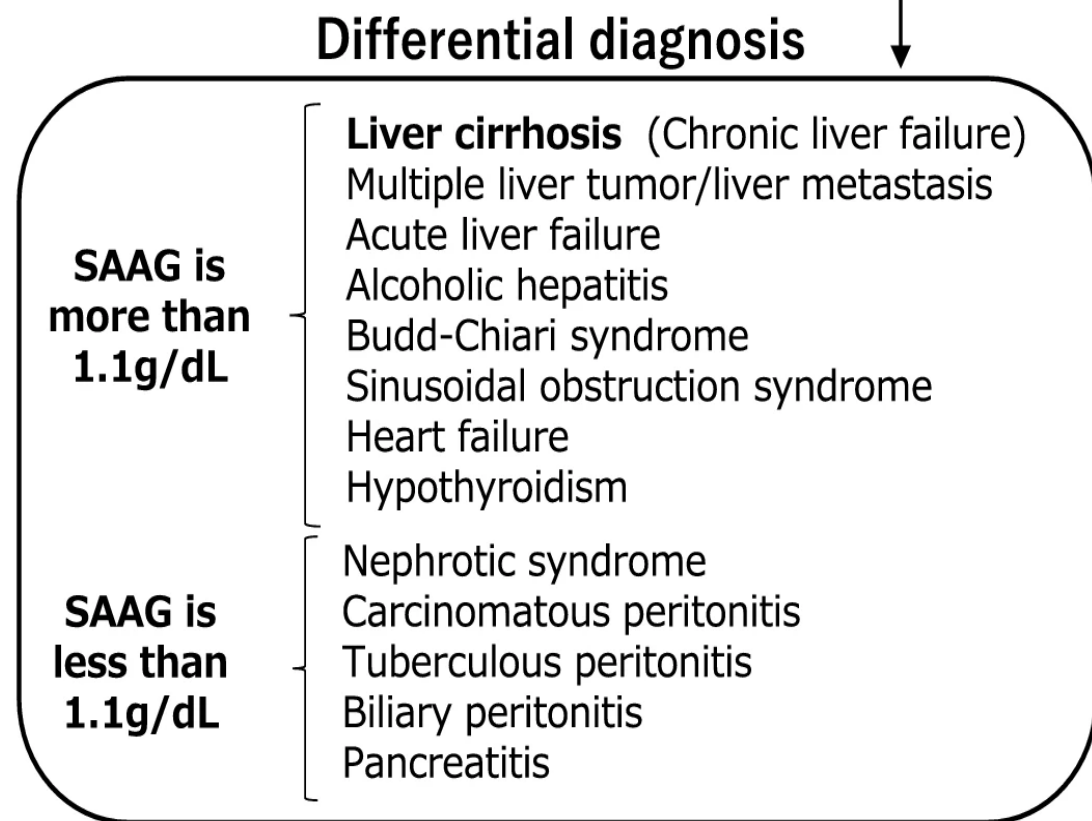 Differential diagnosis
SAAG is
more than
1.1g/dL
Liver cirrhosis (Chronic liver failure)
Multiple liver tumor/liver metastasis
Acute liver failure
Alcoholic hepatitis
Budd-Chiari syndrome
Sinusoidal obstruction syndrome
Heart failure
Hypothyroidism
SAAG is
less than
1.1g/dL
Nephrotic syndrome
Carcinomatous peritonitis
Tuberculous peritonitis
Biliary peritonitis
Pancreatitis